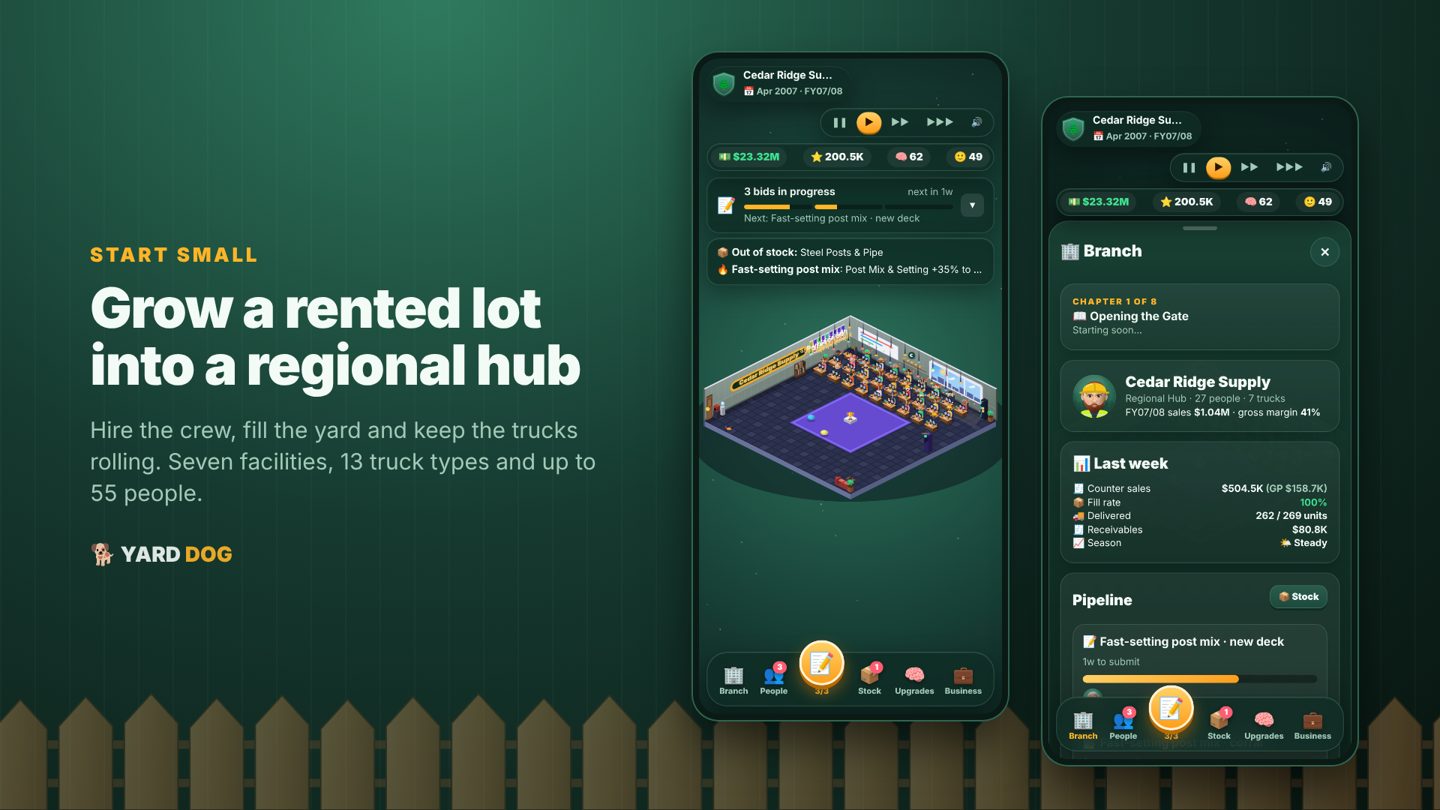 START SMALL
Grow a rented lot
into a regional hub
Hire the crew, fill the yard and keep the trucks
rolling. Seven facilities, 13 truck types and up to
55 people.
YARD DOG
Cedar Ridge Su...
Apr 2007 · FY07/08
$23.32M
200.5K
62
49
3 bids in progress
next in 1w
Next: Fast-setting post mix · new deck
Out of stock: Steel Posts & Pipe
Fast-setting post mix: Post Mix & Setting +35% to ...
Cedar Ridge Supply
Branch
3
People
3/3
1
Stock
Upgrades
Business
Cedar Ridge Su...
Apr 2007 · FY07/08
$23.32M
200.5K
62
49
Branch
CHAPTER 1 OF 8
Opening the Gate
Starting soon...
Cedar Ridge Supply
Regional Hub · 27 people · 7 trucks
FY07/08 sales $1.04M · gross margin 41%
Last week
Counter sales $504.5K (GP $158.7K)
Fill rate 100%
Delivered 262 / 269 units
Receivables $80.8K
Season Steady
Pipeline
Stock
Fast-setting post mix · new deck
1w to submit
Branch
3
People
3/3
1
Stock
Upgrades
Business